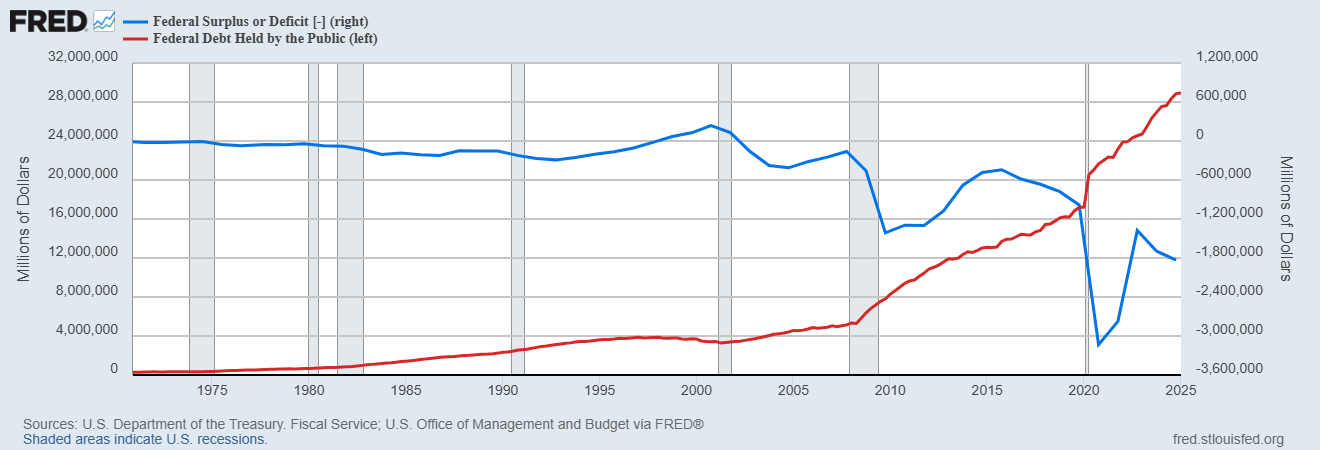 FRED
Federal Surplus or Deficit [-] (right)
Federal Debt Held by the Public (left)
32,000,000
28,000,000
24,000,000
20,000,000
16,000,000
12,000,000
8,000,000
4,000,000
0
Millions of Dollars
1,200,000
600,000
0
-600,000
-1,200,000
-1,800,000
-2,400,000
-3,000,000
-3,600,000
Millions of Dollars
1975 1980 1985 1990 1995 2000 2005 2010 2015 2020 2025
Sources: U.S. Department of the Treasury. Fiscal Service; U.S. Office of Management and Budget via FRED®
Shaded areas indicate U.S. recessions.
fred.stlouisfed.org